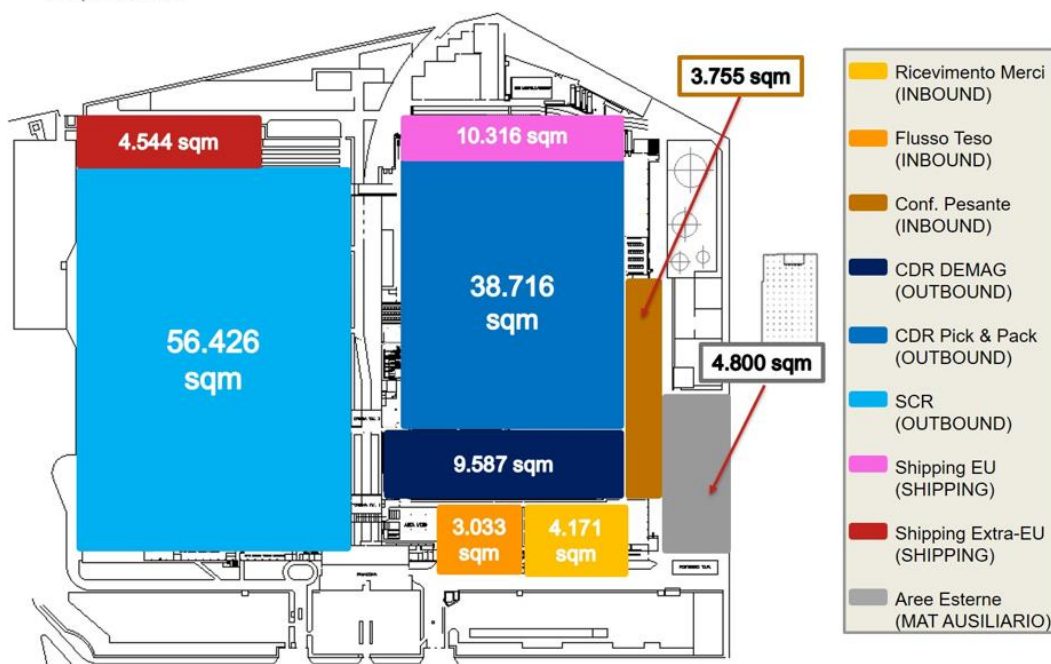 3.755 sqm
4.544 sqm
10.316 sqm
56.426
sqm
38.716
sqm
4.800 sqm
9.587 sqm
3.033
sqm
4.171
sqm
Ricevimento Merci
(INBOUND)
Flusso Teso
(INBOUND)
Conf. Pesante
(INBOUND)
CDR DEMAG
(OUTBOUND)
CDR Pick & Pack
(OUTBOUND)
SCR
(OUTBOUND)
Shipping EU
(SHIPPING)
Shipping Extra-EU
(SHIPPING)
Aree Esterne
(MAT AUSILIARIO)